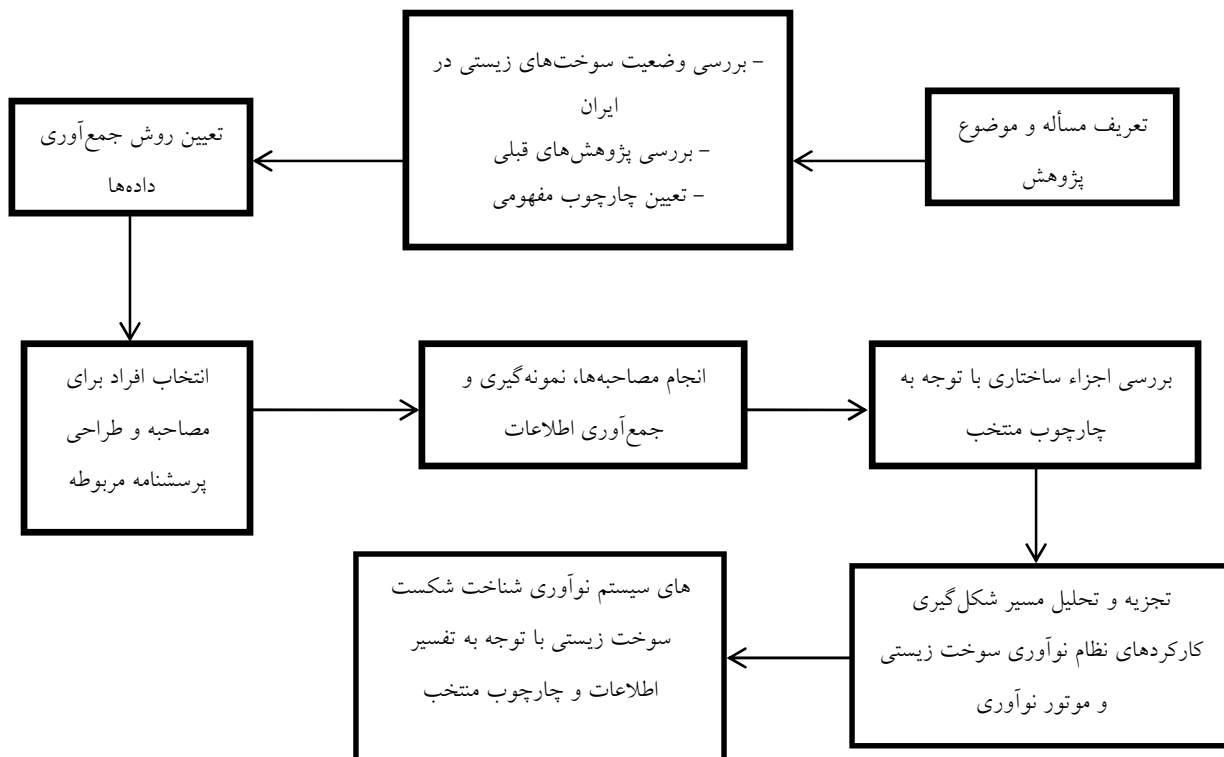 تعریف مسأله و موضوع
پژوهش
– بررسی وضعیت سوخت‌های زیستی در
ایران
– بررسی پژوهش‌های قبلی
– تعیین چارچوب مفهومی
تعیین روش جمع‌آوری
داده‌ها
انتخاب افراد برای
مصاحبه و طراحی
پرسشنامه مربوطه
انجام مصاحبه‌ها، نمونه‌گیری و
جمع‌آوری اطلاعات
بررسی اجزاء ساختاری با توجه به
چارچوب منتخب
تجزیه و تحلیل مسیر شکل‌گیری
کارکردهای نظام نوآوری سوخت زیستی
و موتور نوآوری
های سیستم نوآوری شناخت شکست
سوخت زیستی با توجه به تفسیر
اطلاعات و چارچوب منتخب